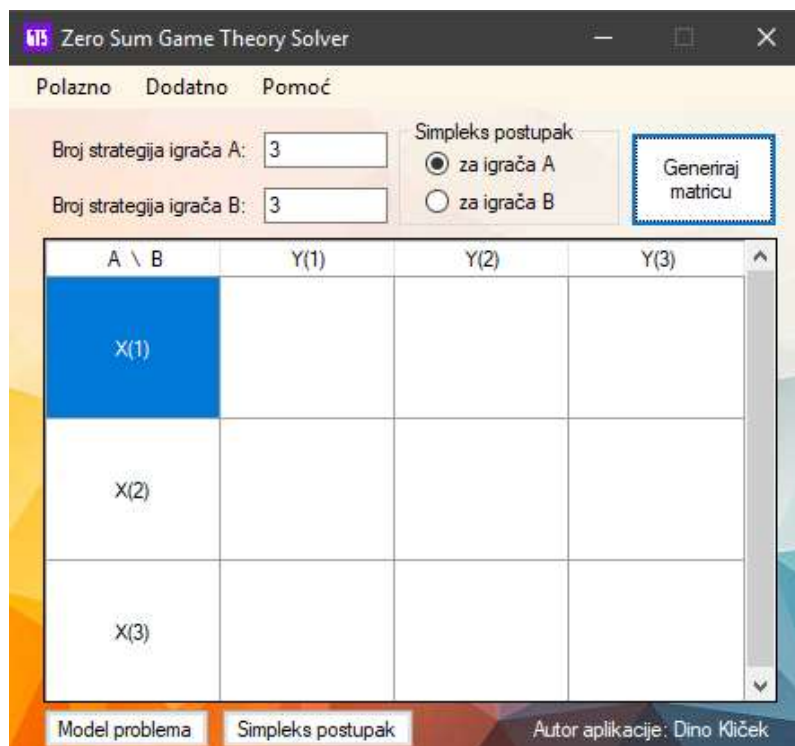 GTS Zero Sum Game Theory Solver
Polazno Dodatno Pomoć
Simpleks postupak
Broj strategija igrača A: 3
za igrača A
Broj strategija igrača B: 3
za igrača B
Generiraj
matricu
A \ B Y(1) Y(2) Y(3)
X(1)
X(2)
X(3)
Model problema Simpleks postupak Autor aplikacije: Dino Kliček